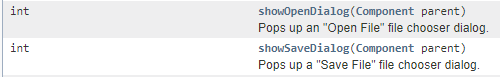 int showOpenDialog(Component parent)
Pops up an "Open File" file chooser dialog.
int showSaveDialog(Component parent)
Pops up a "Save File" file chooser dialog.